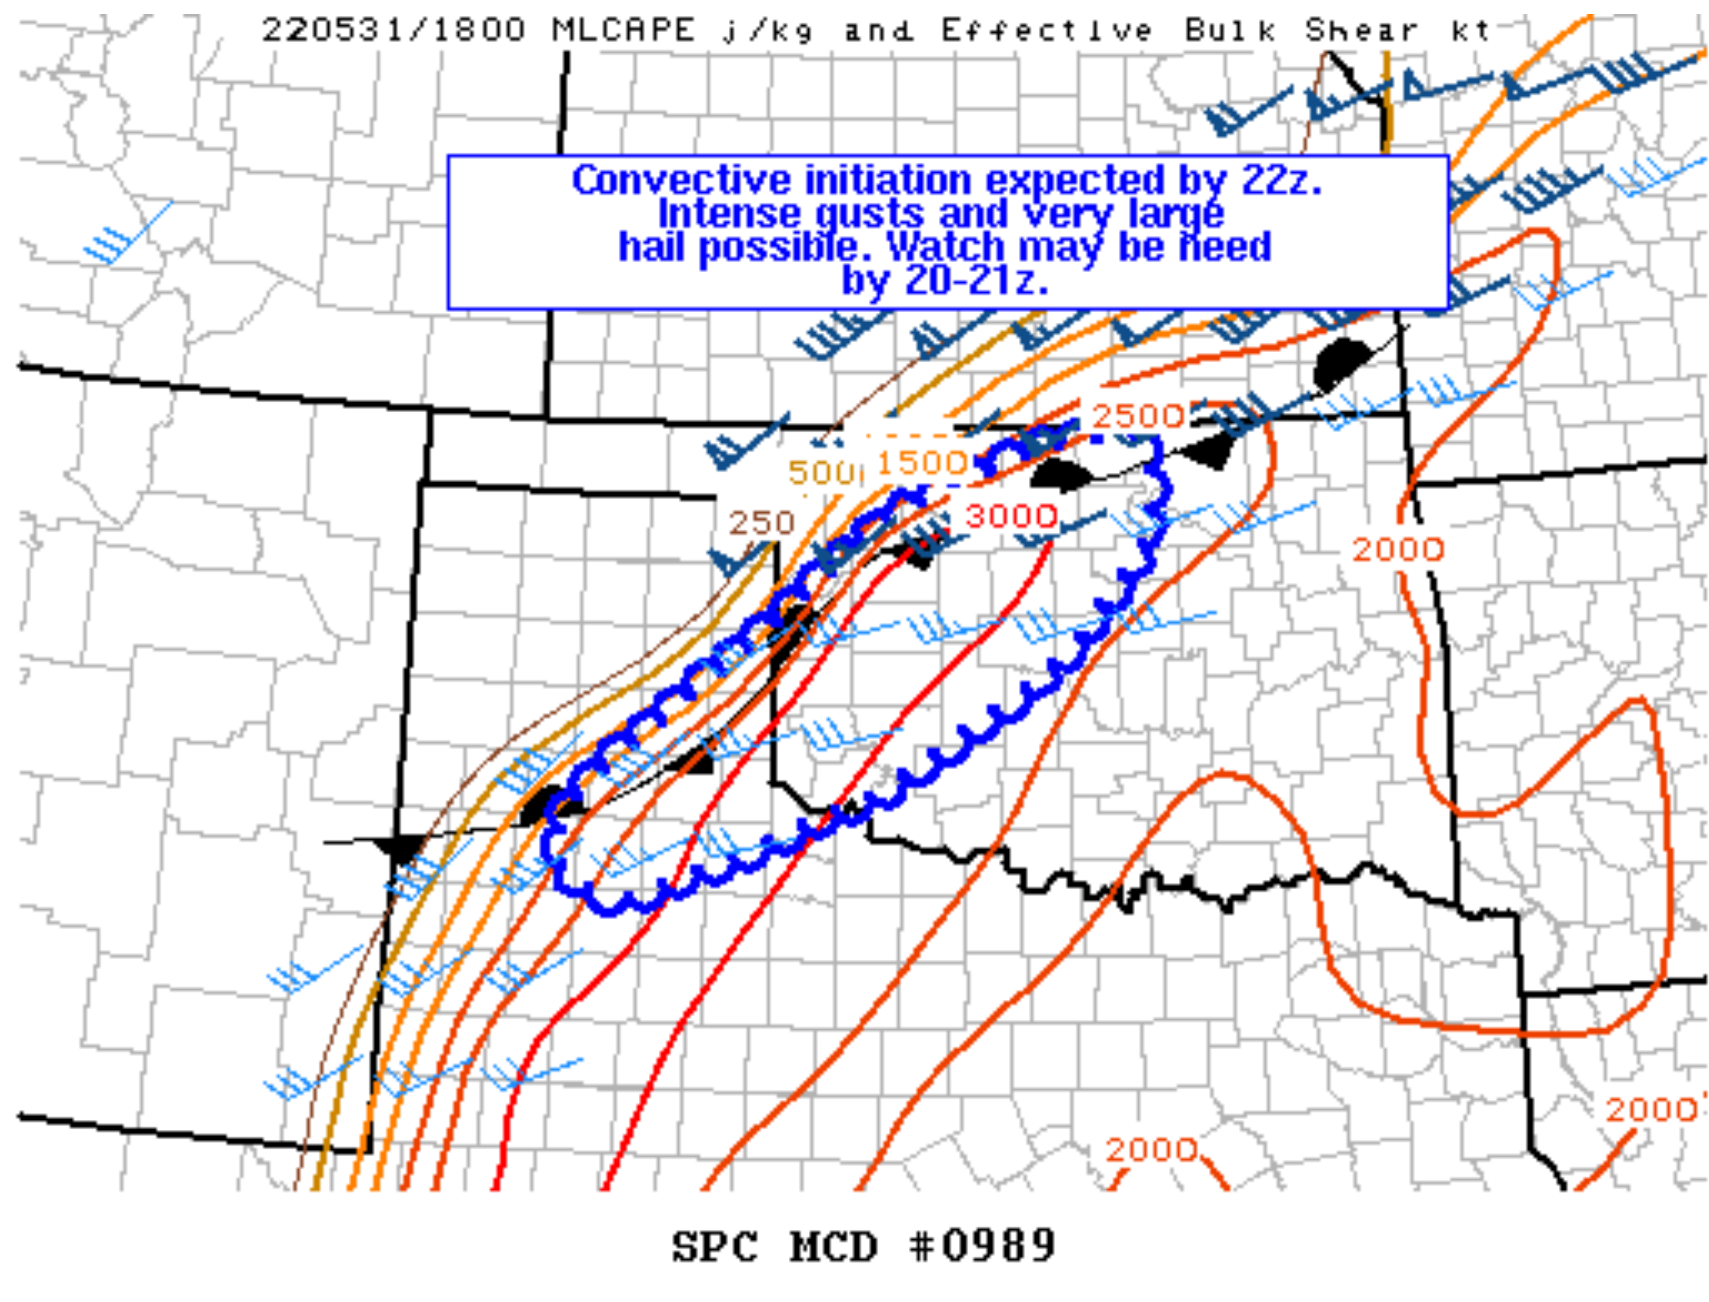 220531/1800 MLCAPE j/kg and Effective Bulk Shear kt
Convective initiation expected by 22z.
Intense gusts and very large
hail possible. Watch may be need
by 20-21z.
2500
500
1500
250
3000
2000
2000
2000
SPC MCD #0989